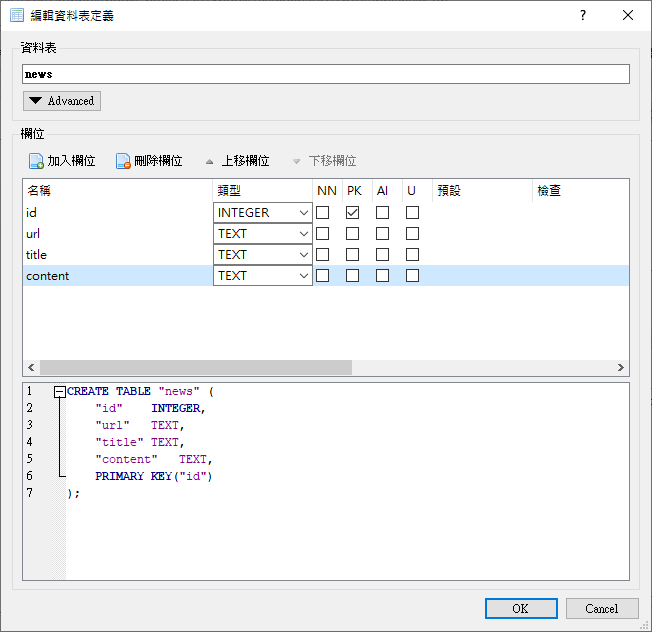 編輯資料表定義 ?
資料表
news
Advanced
欄位
加入欄位 刪除欄位 上移欄位 下移欄位
名稱 類型 NN PK AI U 預設 檢查
id INTEGER
url TEXT
title TEXT
content TEXT
1 CREATE TABLE "news" (
2 "id" INTEGER,
3 "url" TEXT,
4 "title" TEXT,
5 "content" TEXT,
6 PRIMARY KEY("id")
7 );
OK Cancel